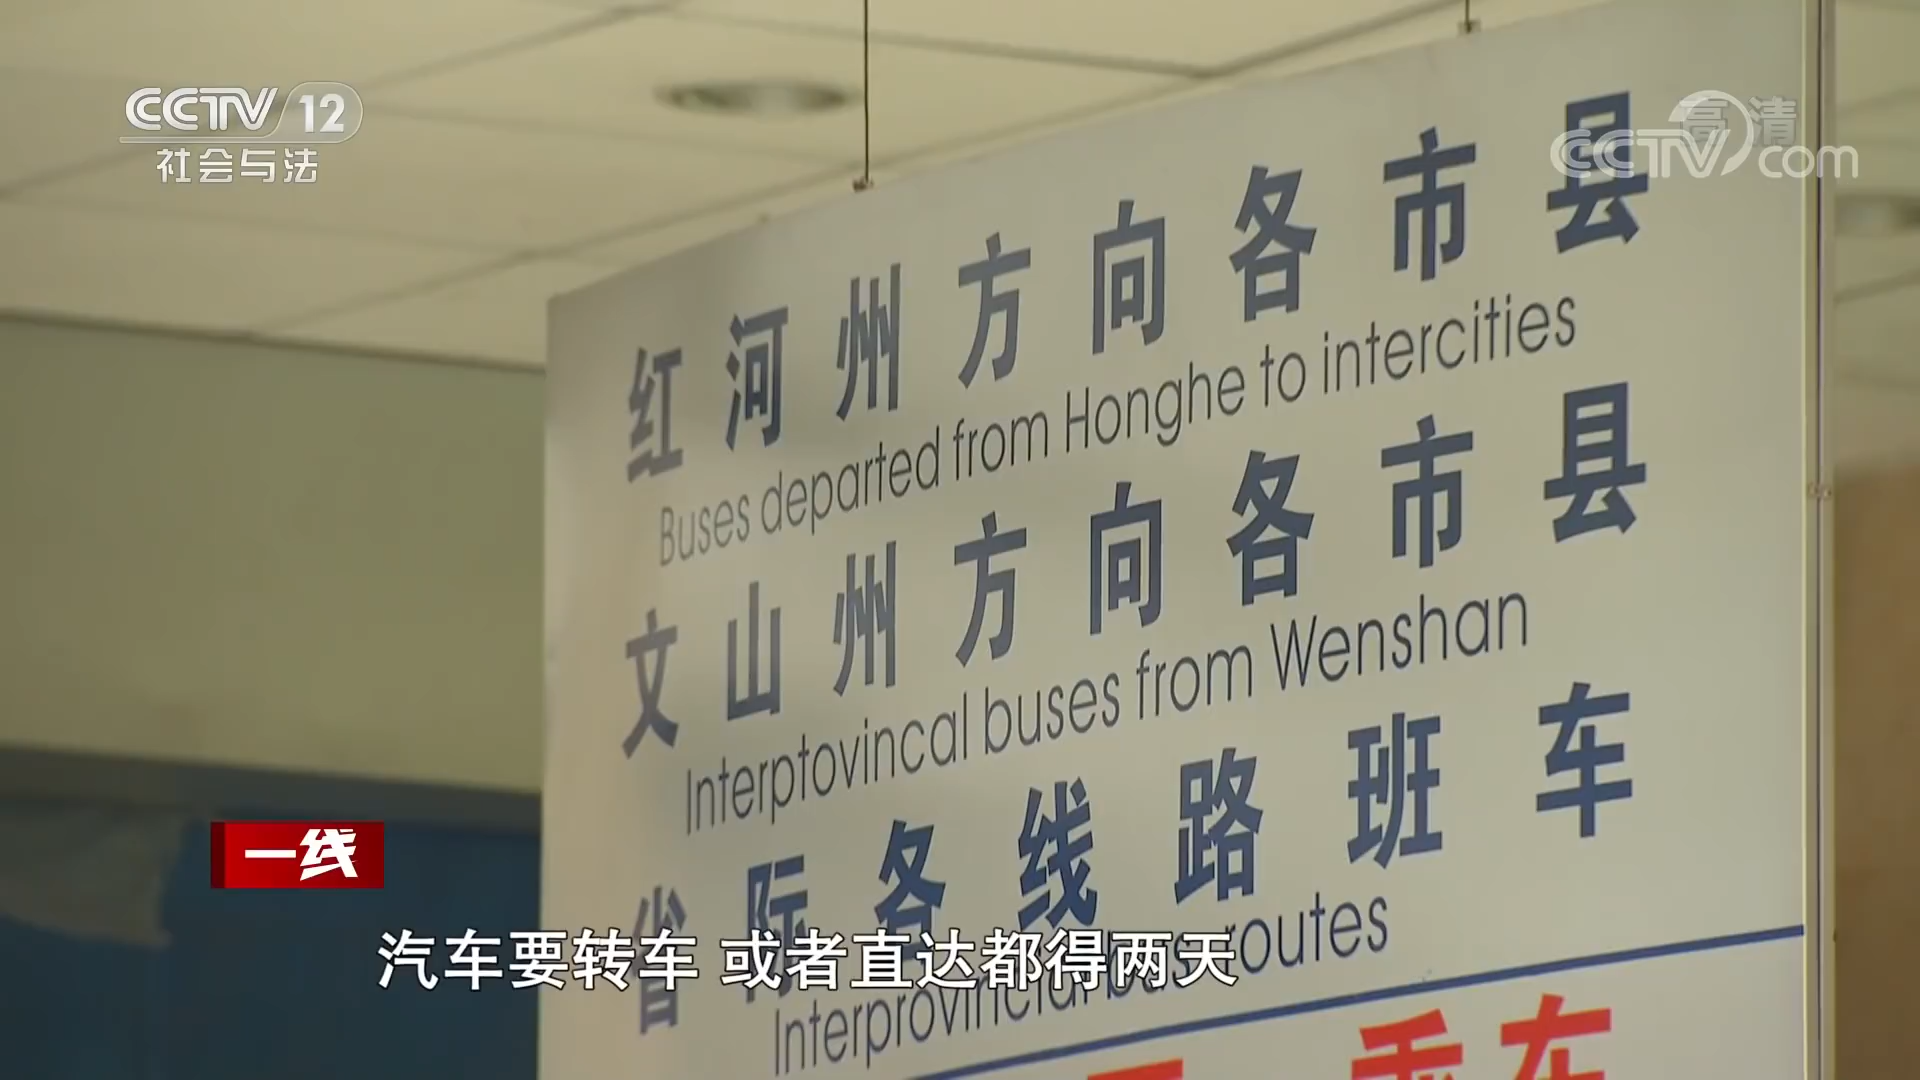 CCTV 12
社会与法
高清
CCTV.com
红河州方向各市县
Buses departed from Honghe to intercities
文山州方向各市县
Interptovincal buses from Wenshan
省际各线路班车
Interprovincial bus routes
乘车
一线
汽车要转车 或者直达都得两天